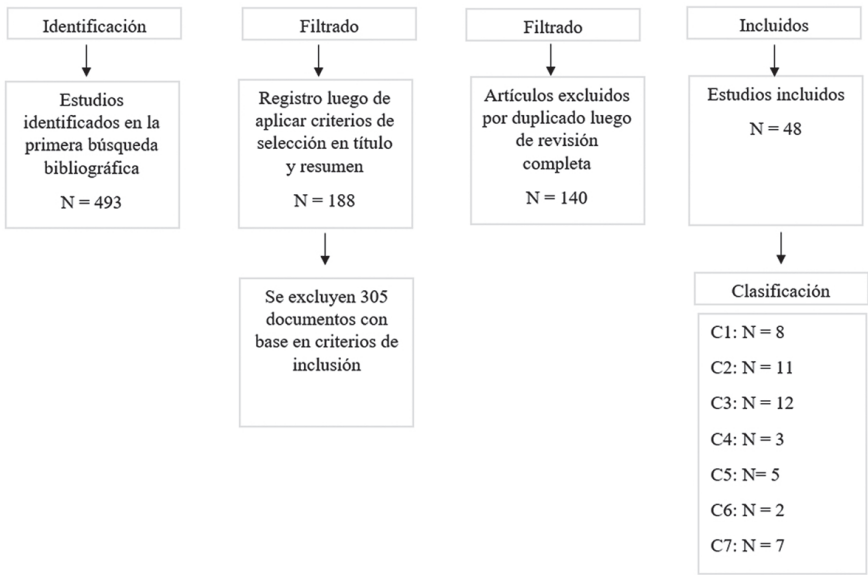 Identificación
Estudios
identificados en la
primera búsqueda
bibliográfica
N = 493
Filtrado
Registro luego de
aplicar criterios de
selección en título
y resumen
N = 188
Se excluyen 305
documentos con
base en criterios de
inclusión
Filtrado
Artículos excluidos
por duplicado luego
de revisión
completa
N = 140
Incluidos
Estudios incluidos
N = 48
Clasificación
C1: N = 8
C2: N = 11
C3: N = 12
C4: N = 3
C5: N= 5
C6: N = 2
C7: N = 7